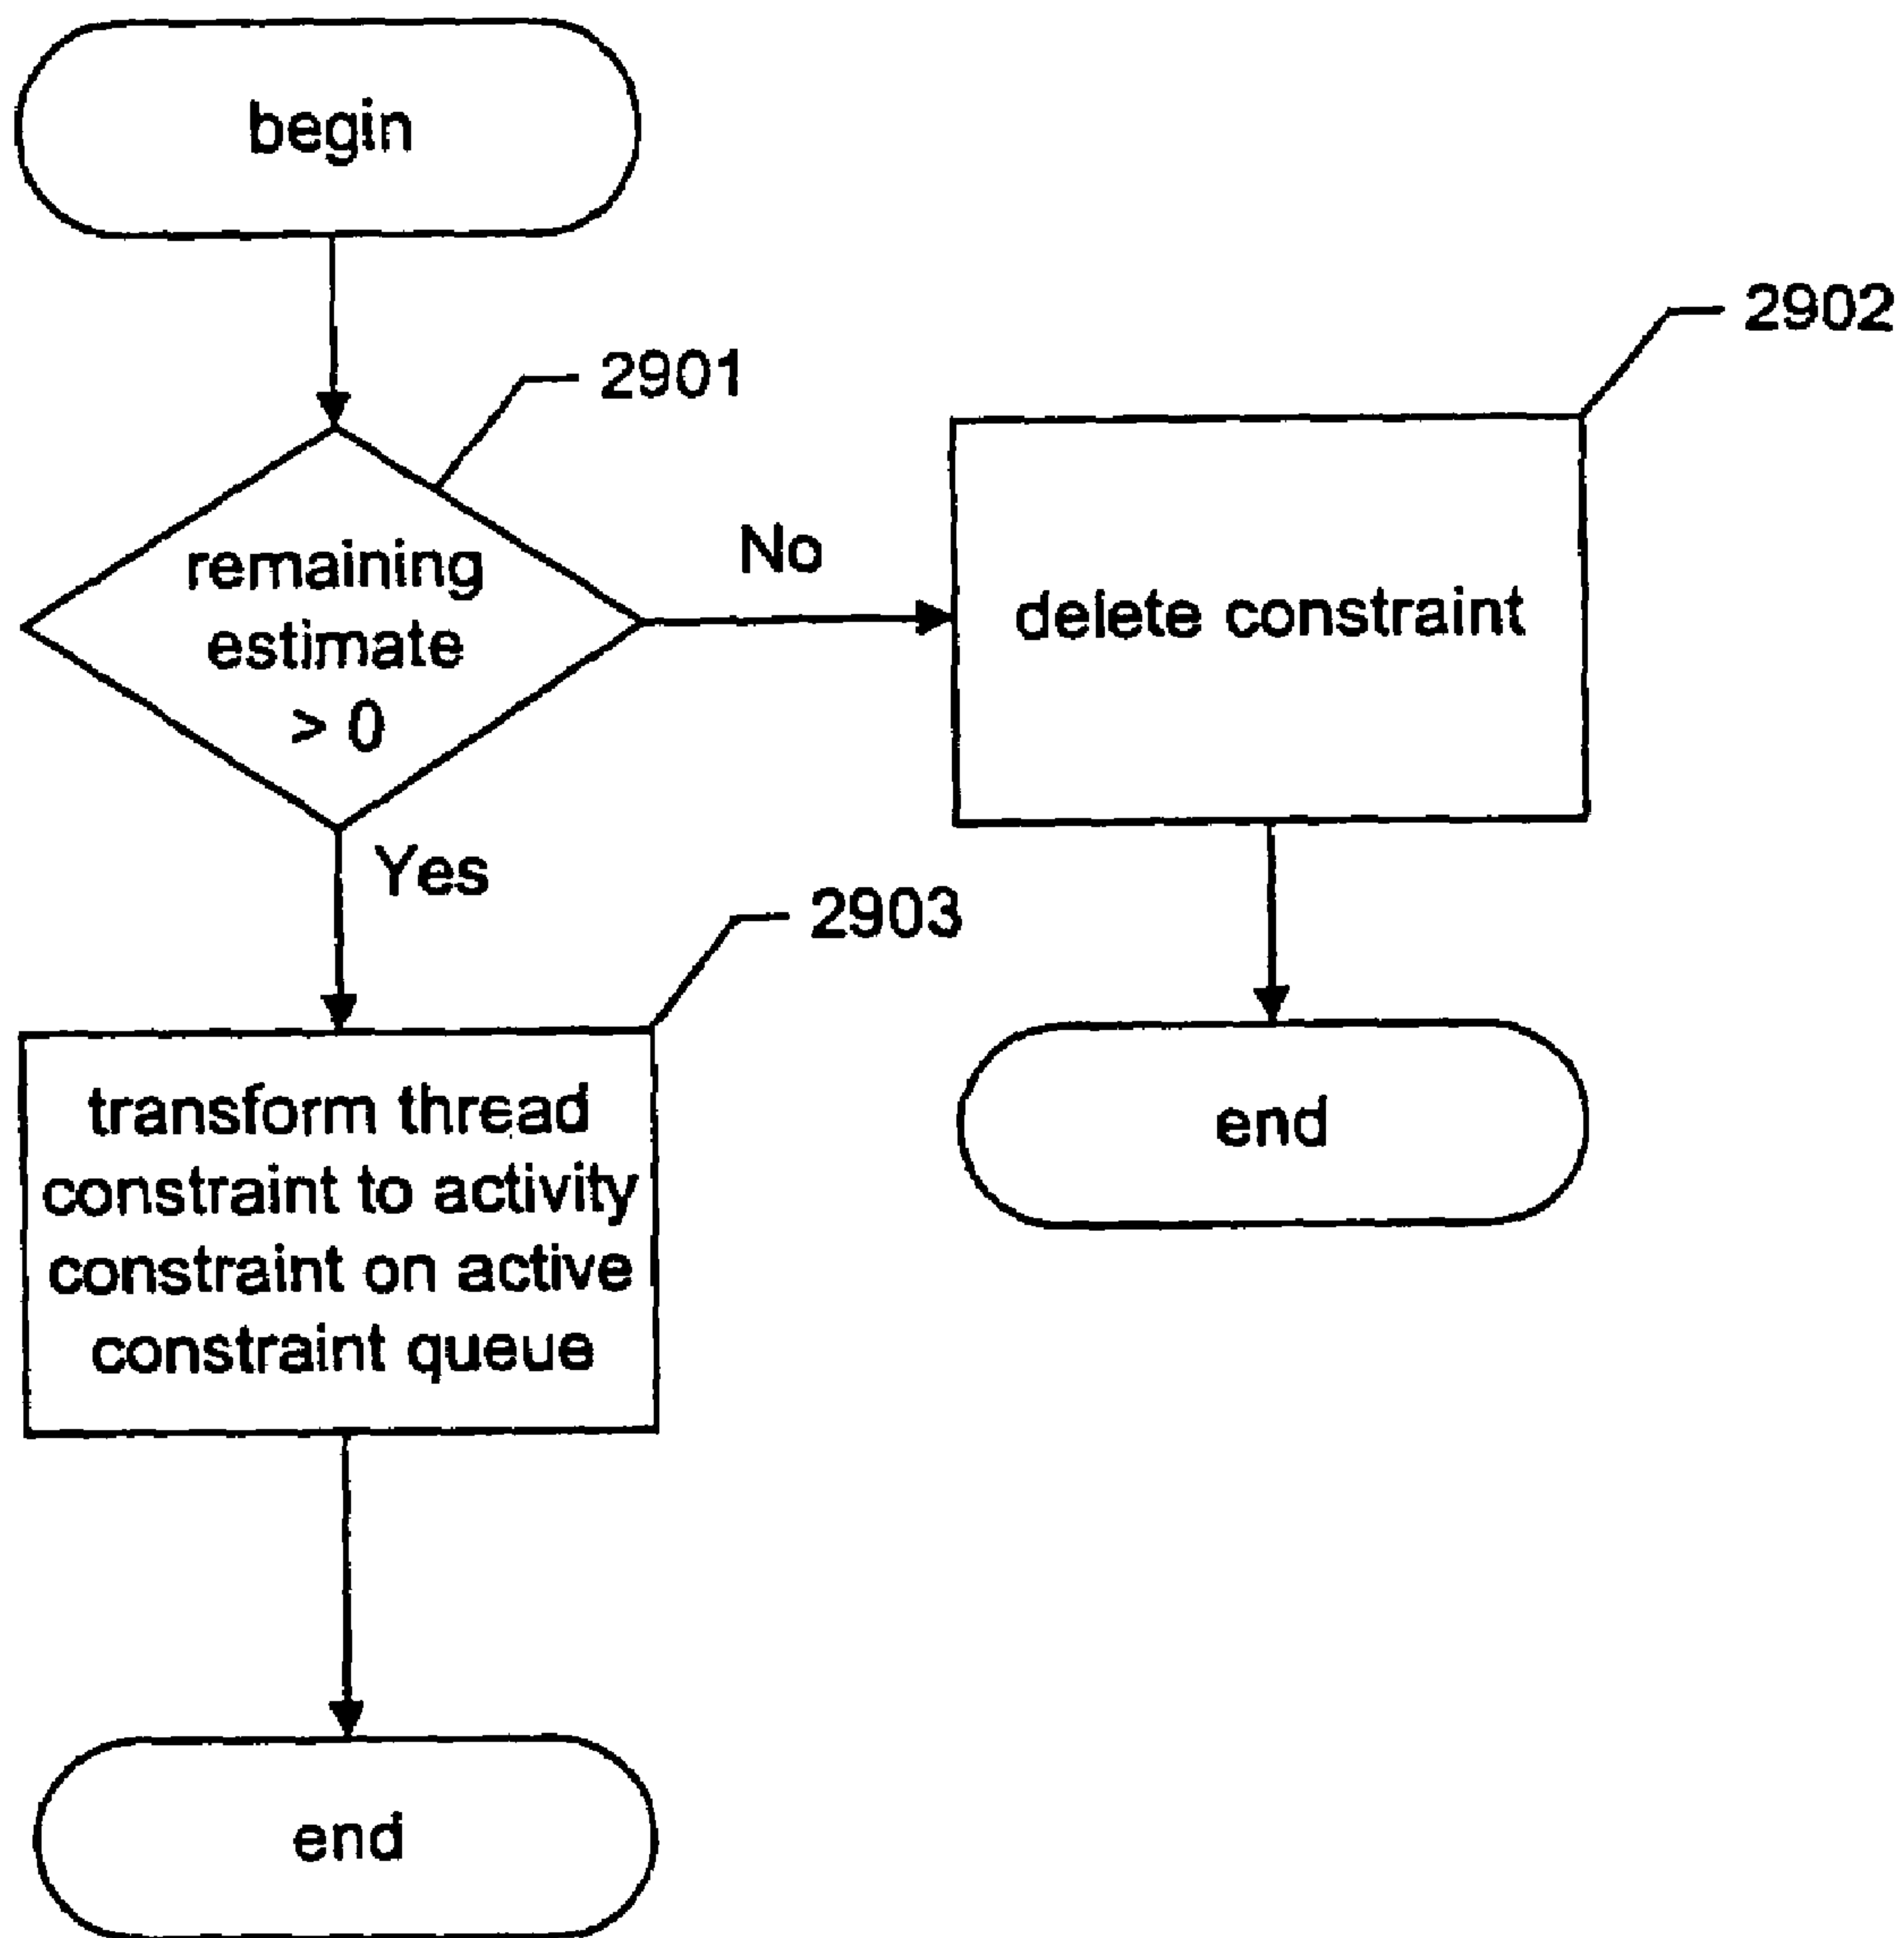 begin
2901
2902
remaining
estimate
> 0
No
delete constraint
Yes
2903
transform thread
constraint to activity
constraint on active
constraint queue
end
end